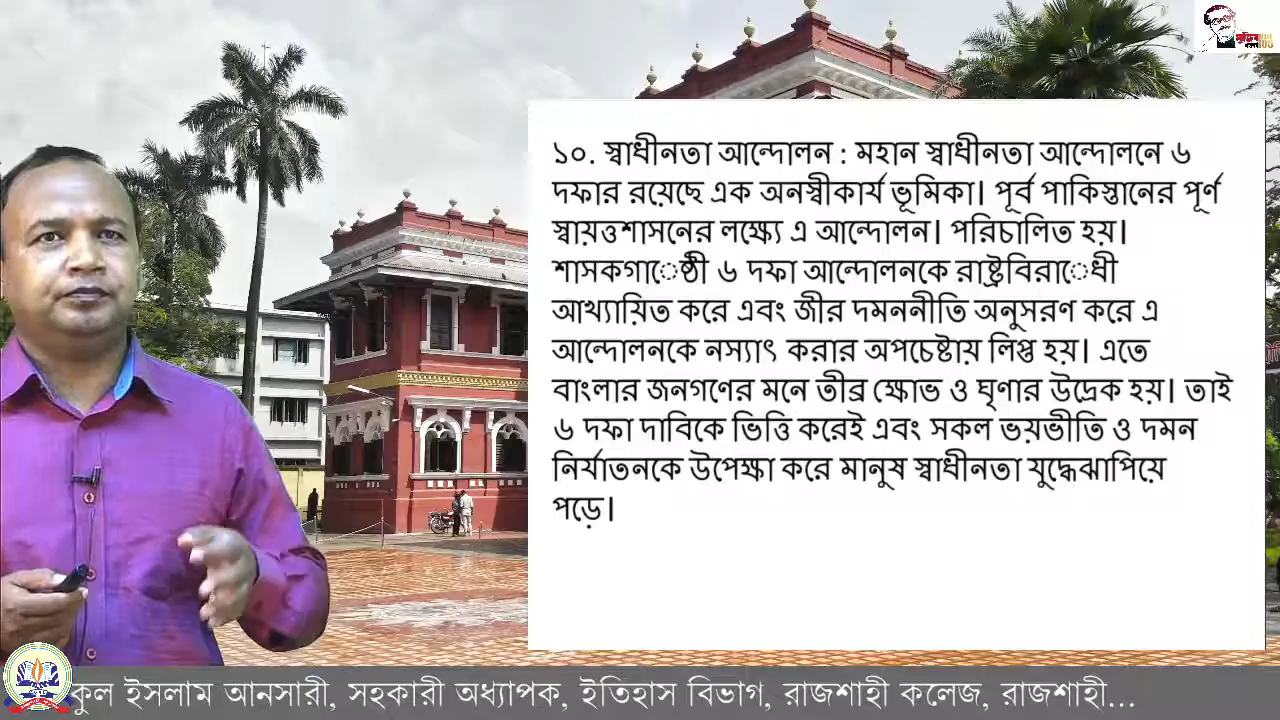 ১০. স্বাধীনতা আন্দোলন : মহান স্বাধীনতা আন্দোলনে ৬
দফার রয়েছে এক অনস্বীকার্য ভূমিকা। পূর্ব পাকিস্তানের পূর্ণ
স্বায়ত্তশাসনের লক্ষ্যে এ আন্দোলন। পরিচালিত হয়।
শাসকগােষ্ঠী ৬ দফা আন্দোলনকে রাষ্ট্রবিরােধী
আখ্যায়িত করে এবং জীর দমননীতি অনুসরণ করে এ
আন্দোলনকে নস্যাৎ করার অপচেষ্টায় লিপ্ত হয়। এতে
বাংলার জনগণের মনে তীব্র ক্ষোভ ও ঘৃণার উদ্রেক হয়। তাই
৬ দফা দাবিকে ভিত্তি করেই এবং সকল ভয়ভীতি ও দমন
নির্যাতনকে উপেক্ষা করে মানুষ স্বাধীনতা যুদ্ধেঝাপিয়ে
পড়ে।
কুল ইসলাম আনসারী, সহকারী অধ্যাপক, ইতিহাস বিভাগ, রাজশাহী কলেজ, রাজশাহী...